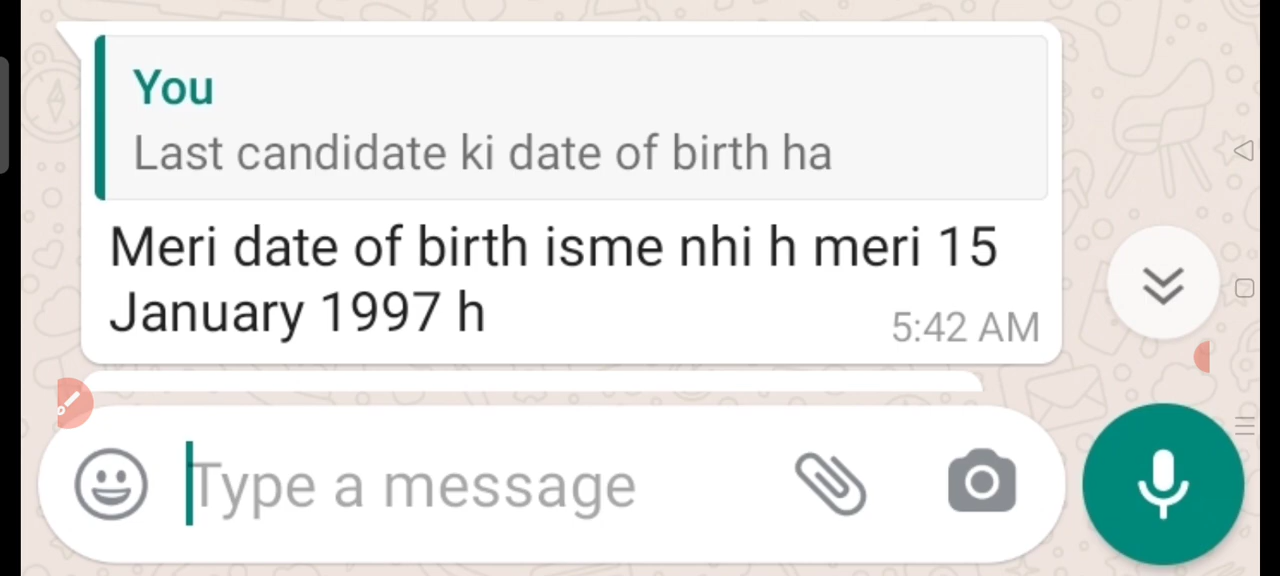 You
Last candidate ki date of birth ha
Meri date of birth isme nhi h meri 15
January 1997 h
5:42 AM
Type a message